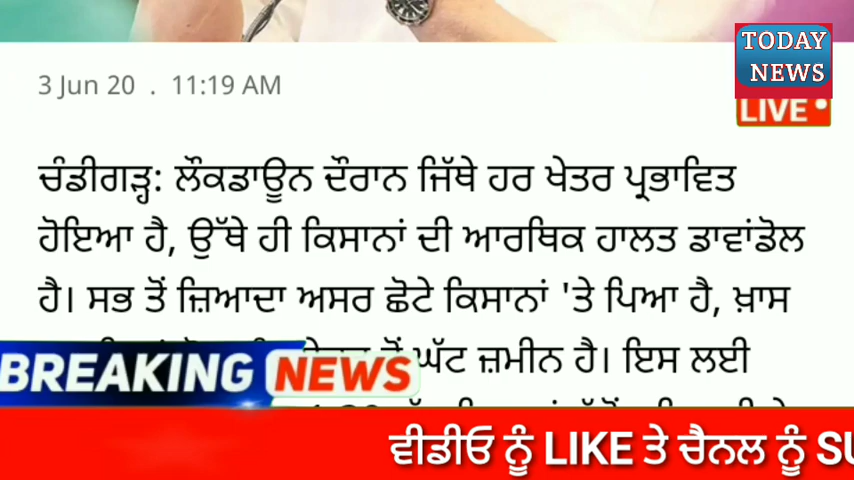 TODAY
NEWS
LIVE
3 Jun 20 . 11:19 AM
ਚੰਡੀਗੜ੍ਹ: ਲੌਕਡਾਊਨ ਦੌਰਾਨ ਜਿੱਥੇ ਹਰ ਖੇਤਰ ਪ੍ਰਭਾਵਿਤ
ਹੋਇਆ ਹੈ, ਉੱਥੇ ਹੀ ਕਿਸਾਨਾਂ ਦੀ ਆਰਥਿਕ ਹਾਲਤ ਡਾਵਾਂਡੋਲ
ਹੈ। ਸਭ ਤੋਂ ਜ਼ਿਆਦਾ ਅਸਰ ਛੋਟੇ ਕਿਸਾਨਾਂ 'ਤੇ ਪਿਆ ਹੈ, ਖ਼ਾਸ
ਘੱਟ ਜ਼ਮੀਨ ਹੈ। ਇਸ ਲਈ
BREAKING NEWS
ਵੀਡੀਓ ਨੂੰ LIKE ਤੇ ਚੈਨਲ ਨੂੰ SU